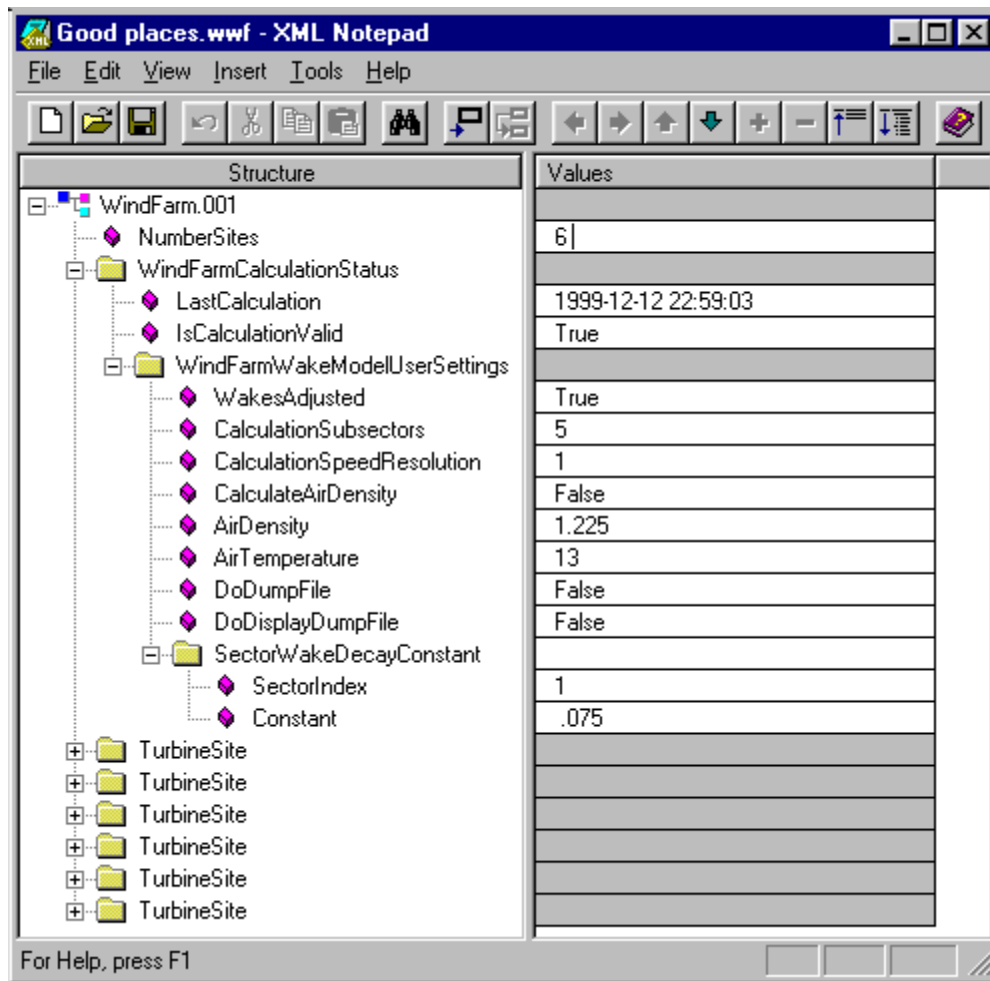 Good places.wwf - XML Notepad
File Edit View Insert Tools Help
Structure Values
WindFarm.001
NumberSites 6
WindFarmCalculationStatus
LastCalculation 1999-12-12 22:59:03
IsCalculationValid True
WindFarmWakeModelUserSettings
WakesAdjusted True
CalculationSubsectors 5
CalculationSpeedResolution 1
CalculateAirDensity False
AirDensity 1.225
AirTemperature 13
DoDumpFile False
DoDisplayDumpFile False
SectorWakeDecayConstant
SectorIndex 1
Constant .075
TurbineSite
TurbineSite
TurbineSite
TurbineSite
TurbineSite
TurbineSite
For Help, press F1